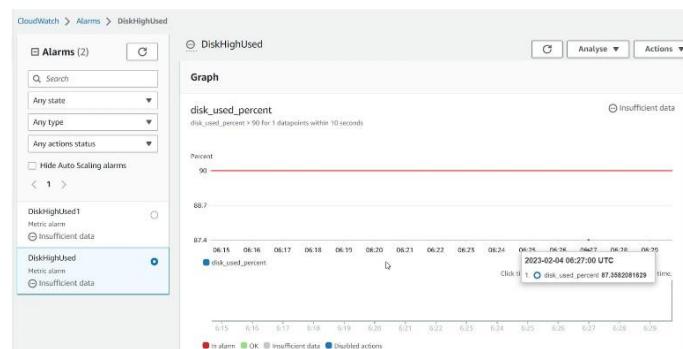 CloudWatch > Alarms > DiskHighUsed
Alarms (2)
Search
Any state
Any type
Any actions status
Hide Auto Scaling alarms
< 1 >
DiskHighUsed1
Metric alarm
Insufficient data
DiskHighUsed
Metric alarm
Insufficient data
DiskHighUsed
Analyse
Actions
Graph
disk_used_percent
Insufficient data
disk_used_percent > 90 for 1 datapoints within 10 seconds
Percent
90
88.7
87.4
06:15 06:16 06:17 06:18 06:19 06:20 06:21 06:22 06:23 06:24 06:25 06:26 06:27 06:28 06:29
disk_used_percent
2023-02-04 06:27:00 UTC
Click
1. disk_used_percent 87.3582081629
time.
6:15 6:16 6:17 6:18 6:19 6:20 6:21 6:22 6:23 6:24 6:25 6:26 6:27 6:28 6:29
In alarm OK Insufficient data Disabled actions